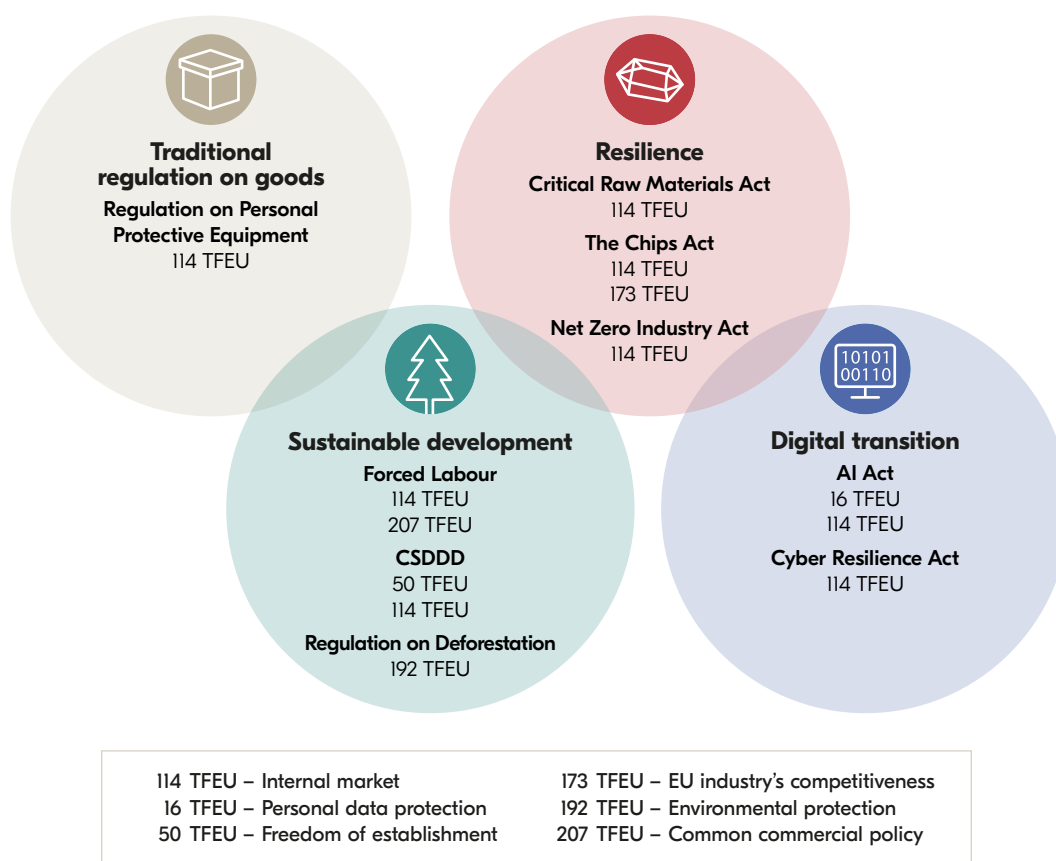 Traditional
regulation on goods
Regulation on Personal
Protective Equipment
114 TFEU
Resilience
Critical Raw Materials Act
114 TFEU
The Chips Act
114 TFEU
173 TFEU
Net Zero Industry Act
114 TFEU
Sustainable development
Forced Labour
114 TFEU
207 TFEU
CSDDD
50 TFEU
114 TFEU
Regulation on Deforestation
192 TFEU
10101
00110
Digital transition
AI Act
16 TFEU
114 TFEU
Cyber Resilience Act
114 TFEU
114 TFEU – Internal market
16 TFEU – Personal data protection
50 TFEU – Freedom of establishment
173 TFEU – EU industry’s competitiveness
192 TFEU – Environmental protection
207 TFEU – Common commercial policy